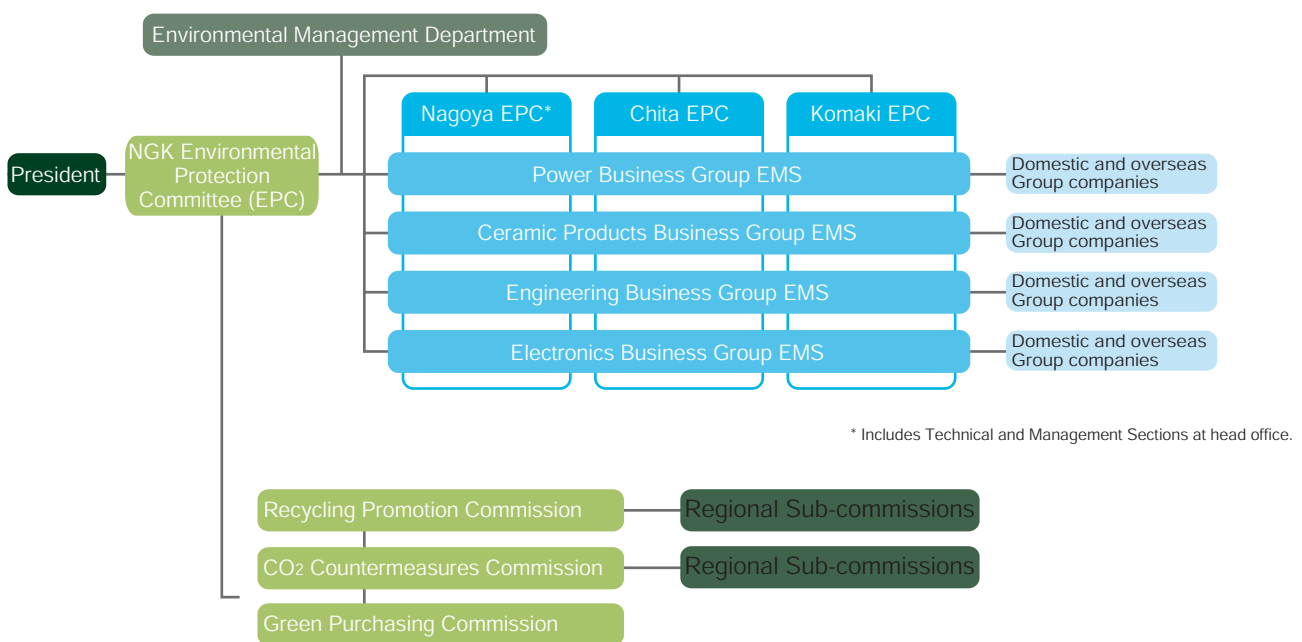 Environmental Management Department
Nagoya EPC*
Chita EPC
Komaki EPC
President
NGK Environmental
Protection
Committee (EPC)
Power Business Group EMS
Domestic and overseas
Group companies
Ceramic Products Business Group EMS
Domestic and overseas
Group companies
Engineering Business Group EMS
Domestic and overseas
Group companies
Electronics Business Group EMS
Domestic and overseas
Group companies
* Includes Technical and Management Sections at head office.
Recycling Promotion Commission
Regional Sub-commissions
CO2 Countermeasures Commission
Regional Sub-commissions
Green Purchasing Commission